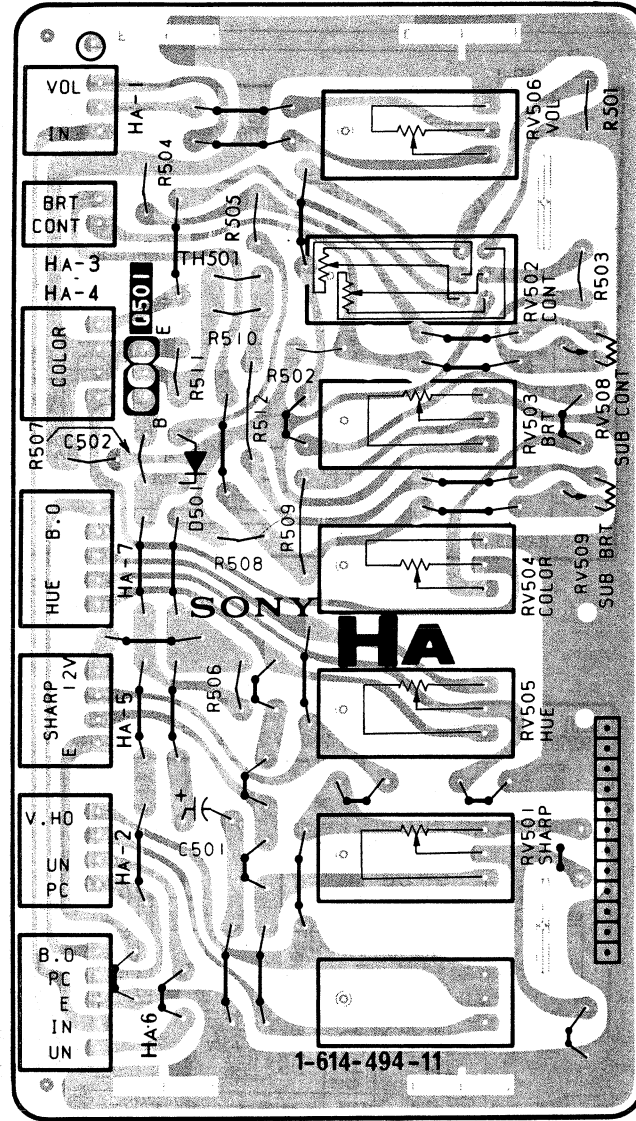 VOL
IN
HA-1
BRT
CONT
HA-3
HA-4
R504
R505
TH501
RV506
VOL
R501
Q501
E
B
COLOR
R510
R511
R502
R512
RV502
CONT
R503
R507
C502
D501
RV503
BRT
RV508
SUB CONT
HUE B.O
HA-7
R508
R509
RV504
COLOR
RV509
SUB BRT
SONY
HA
SHARP 12V
E
HA-5
R506
RV505
HUE
V.HO
UN
PC
HA-2
+
C501
RV501
SHARP
B.O
PC
E
IN
UN
HA6
1-614-494-11